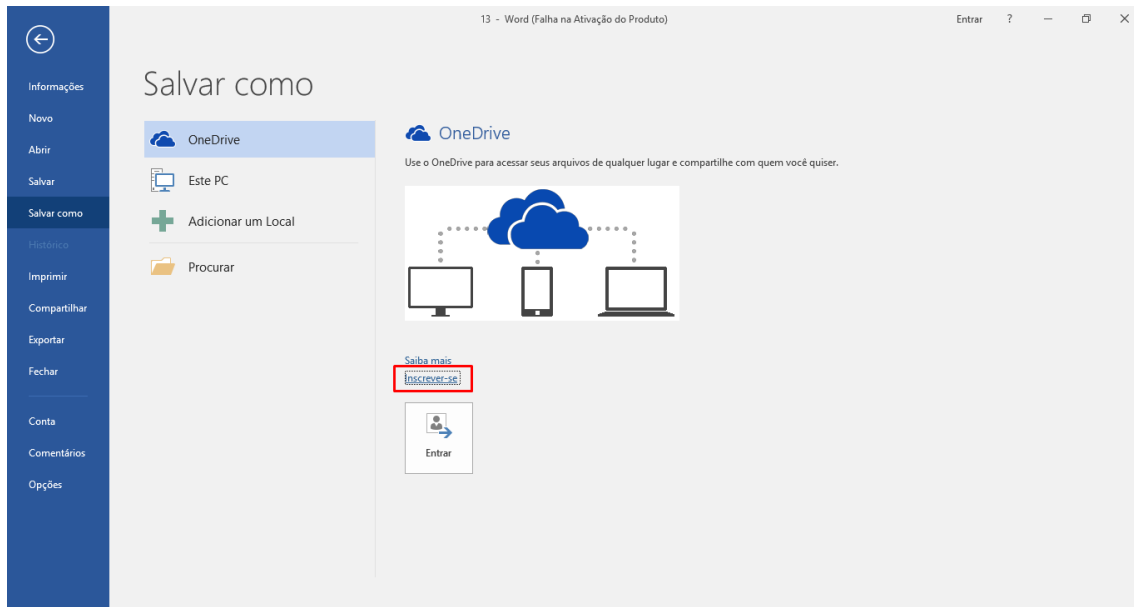 13 - Word (Falha na Ativação do Produto)
Entrar
?
Informações
Novo
Abrir
Salvar
Salvar como
Histórico
Imprimir
Compartilhar
Exportar
Fechar
Conta
Comentários
Opções
Salvar como
OneDrive
Este PC
Adicionar um Local
Procurar
OneDrive
Use o OneDrive para acessar seus arquivos de qualquer lugar e compartilhe com quem você quiser.
Saiba mais
Inscrever-se
Entrar